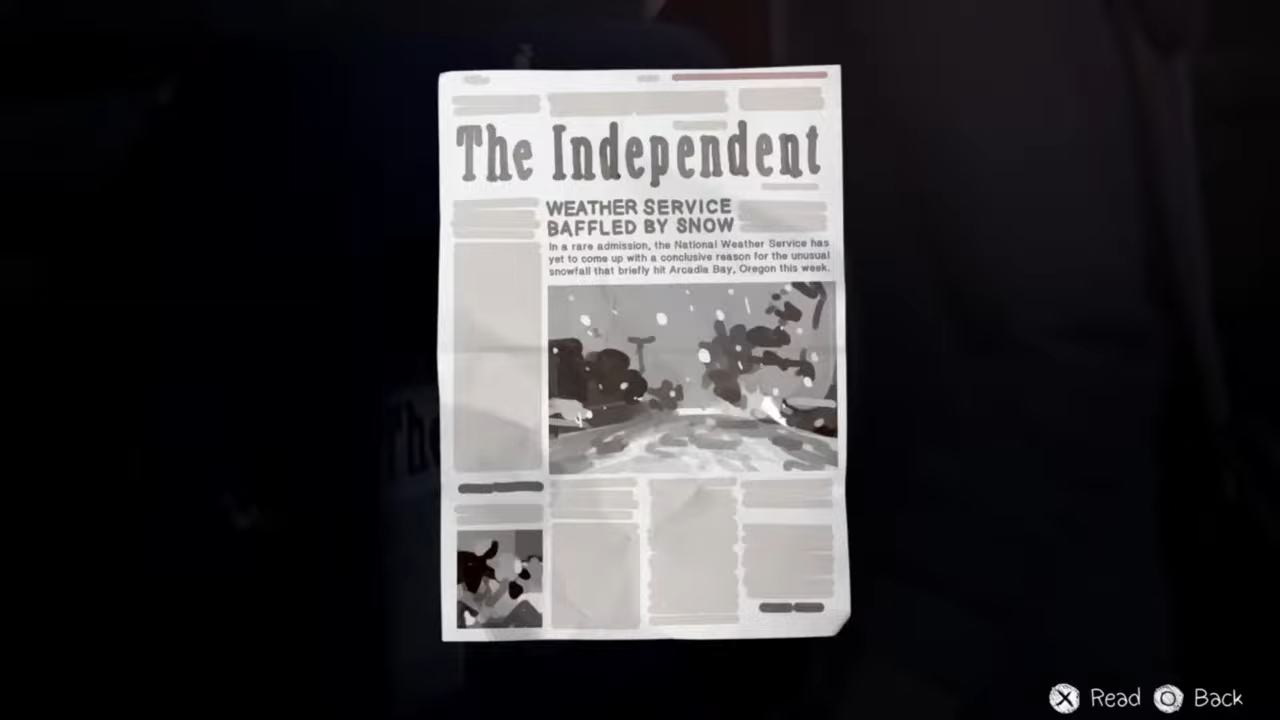 The Independent
WEATHER SERVICE
BAFFLED BY SNOW
In a rare admission, the National Weather Service has
yet to come up with a conclusive reason for the unusual
snowfall that briefly hit Arcadia Bay, Oregon this week.
Read Back